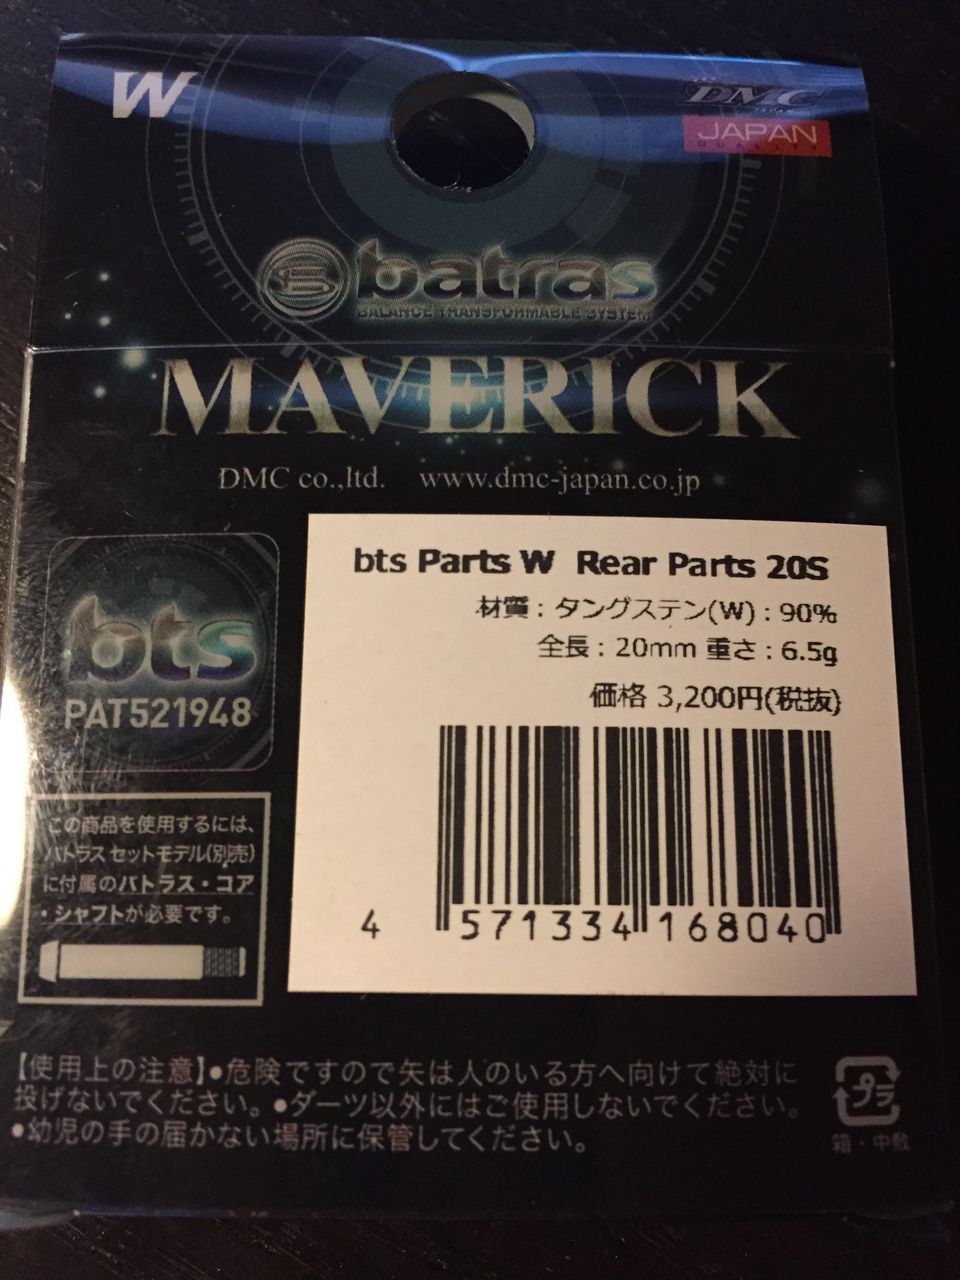 W
DMC
JAPAN
QUALITY
batras
BALANCE TRANSFORMABLE SYSTEM
MAVERICK
DMC co.,ltd. www.dmc-japan.co.jp
bts
PAT521948
bts Parts W Rear Parts 20S
材質：タングステン(W)：90%
全長：20mm 重さ：6.5g
価格 3,200円(税抜)
4 571334 168040
この商品を使用するには、
バトラスセットモデル(別売)
に付属のバトラス・コア
・シャフトが必要です。
【使用上の注意】●危険ですので矢は人のいる方へ向けて絶対に
投げないでください。●ダーツ以外にはご使用しないでください。
●幼児の手の届かない場所に保管してください。
プラ
箱・中敷